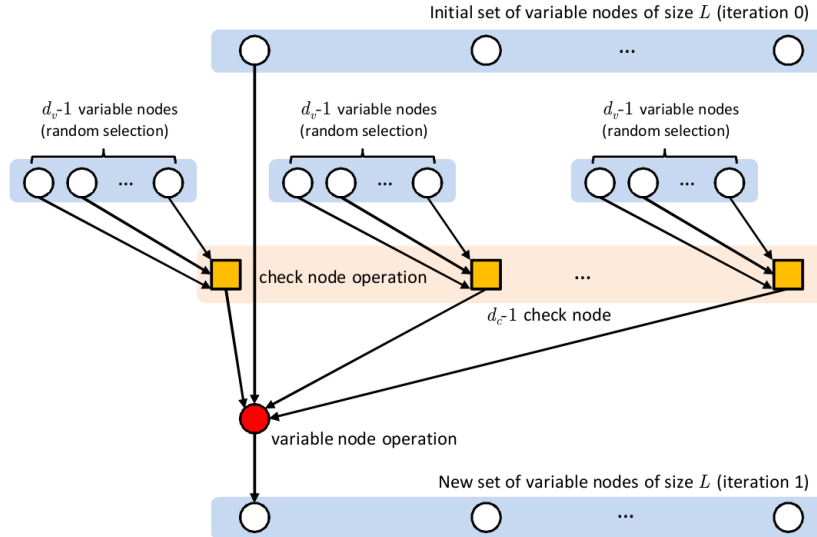 Initial set of variable nodes of size L (iteration 0)
...
d_v-1 variable nodes
(random selection)
d_v-1 variable nodes
(random selection)
d_v-1 variable nodes
(random selection)
...
...
...
check node operation
...
d_c-1 check node
variable node operation
New set of variable nodes of size L (iteration 1)
...